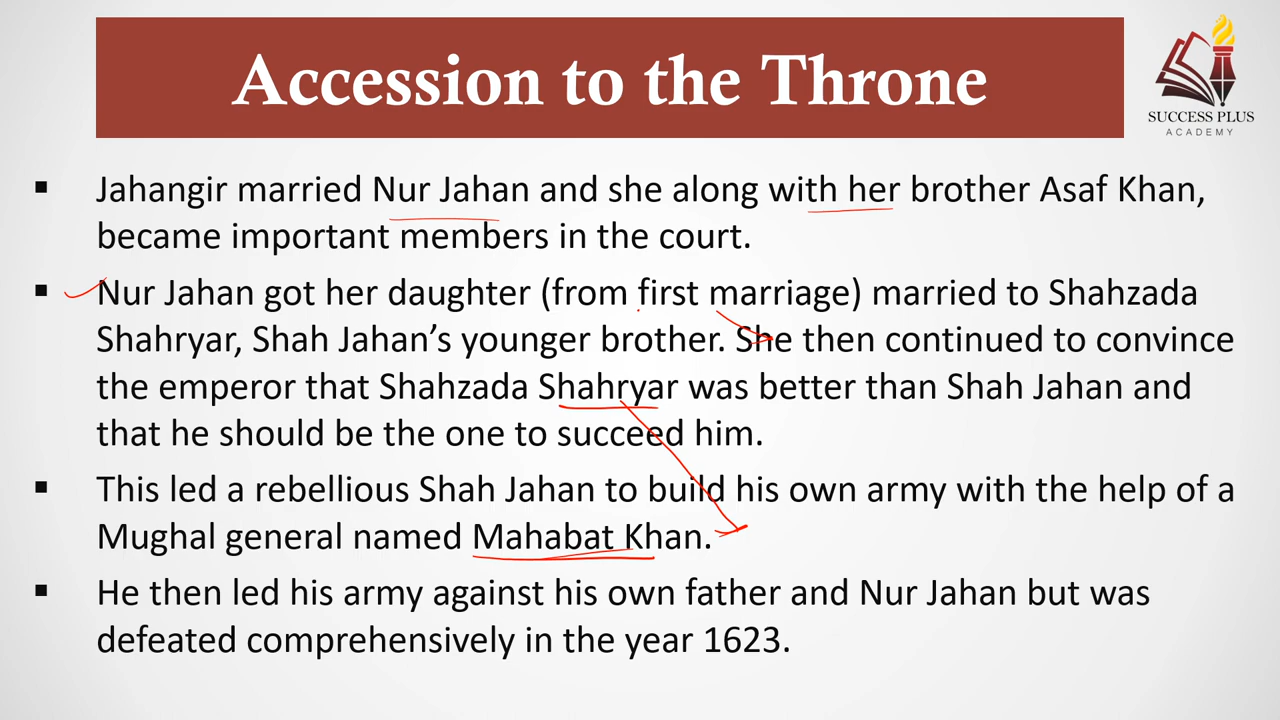 Accession to the Throne
SUCCESS PLUS
ACADEMY
▪ Jahangir married Nur Jahan and she along with her brother Asaf Khan,
became important members in the court.
▪ Nur Jahan got her daughter (from first marriage) married to Shahzada
Shahryar, Shah Jahan’s younger brother. She then continued to convince
the emperor that Shahzada Shahryar was better than Shah Jahan and
that he should be the one to succeed him.
▪ This led a rebellious Shah Jahan to build his own army with the help of a
Mughal general named Mahabat Khan.
▪ He then led his army against his own father and Nur Jahan but was
defeated comprehensively in the year 1623.